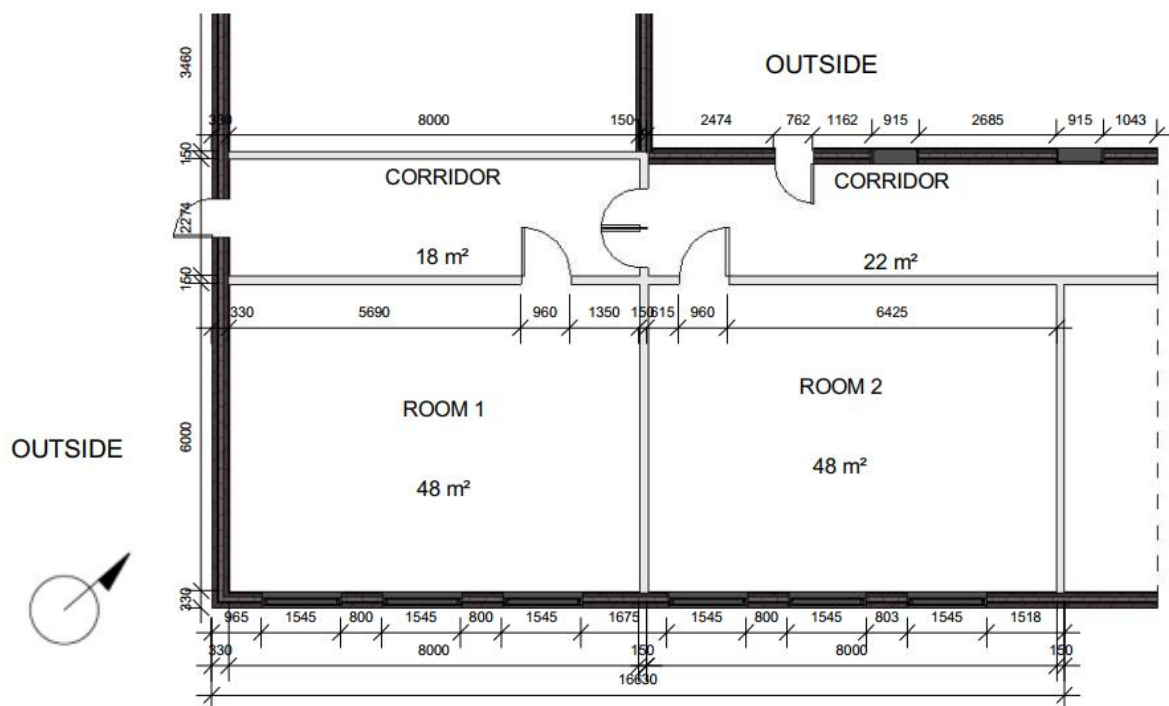 3460
OUTSIDE
330 8000 150 2474 762 1162 915 2685 915 1043
150
CORRIDOR
CORRIDOR
2274
18 m²
22 m²
150
330 5690 960 1350 150 615 960 6425
ROOM 1
ROOM 2
6000
OUTSIDE
48 m²
48 m²
330
965 1545 800 1545 800 1545 1675 1545 800 1545 803 1545 1518
330 8000 150 8000 150
16630